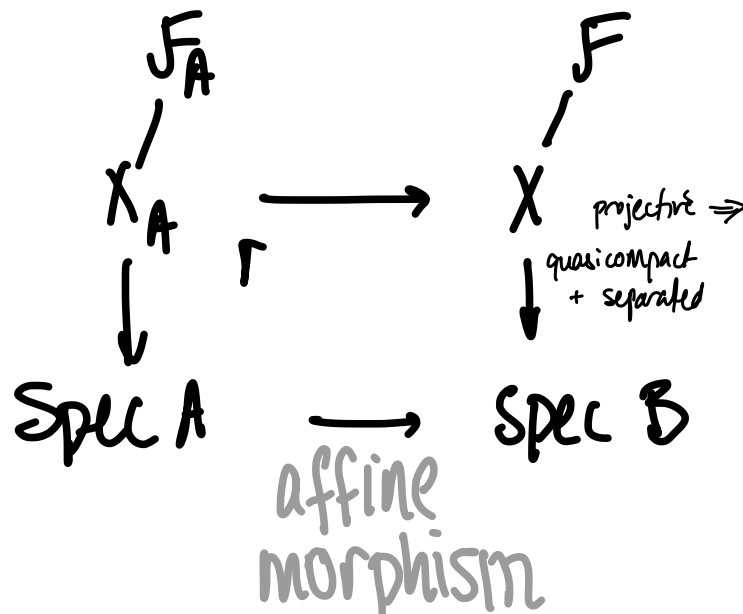 𝓕_A 𝓕
X_A X
projective ⇒
quasicompact
+ separated
Spec A Spec B
affine
morphism